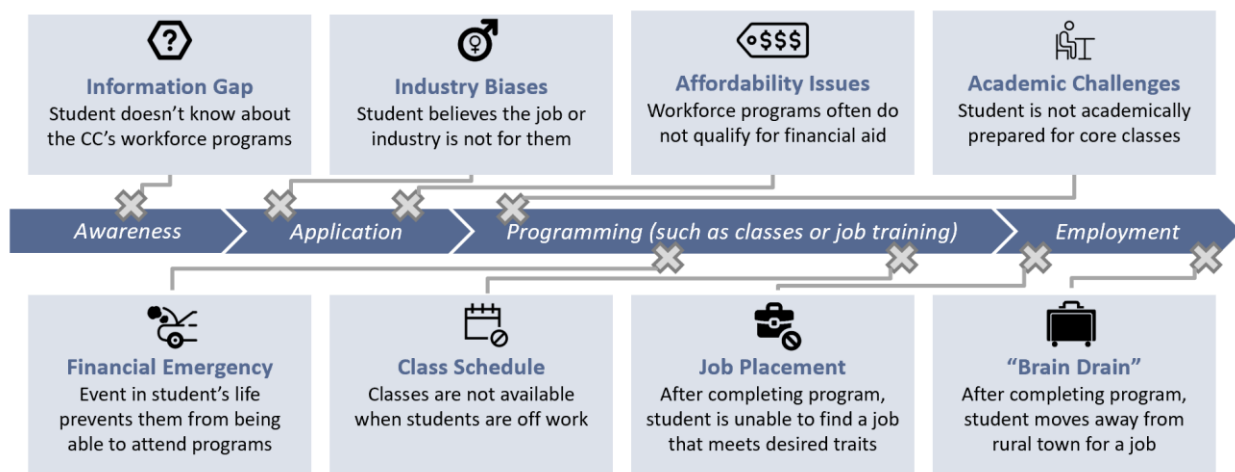 ?
$$$
Information Gap
Student doesn’t know about
the CC’s workforce programs
Industry Biases
Student believes the job or
industry is not for them
Affordability Issues
Workforce programs often do
not qualify for financial aid
Academic Challenges
Student is not academically
prepared for core classes
Awareness
Application
Programming (such as classes or job training)
Employment
Financial Emergency
Event in student’s life
prevents them from being
able to attend programs
Class Schedule
Classes are not available
when students are off work
Job Placement
After completing program,
student is unable to find a job
that meets desired traits
“Brain Drain”
After completing program,
student moves away from
rural town for a job